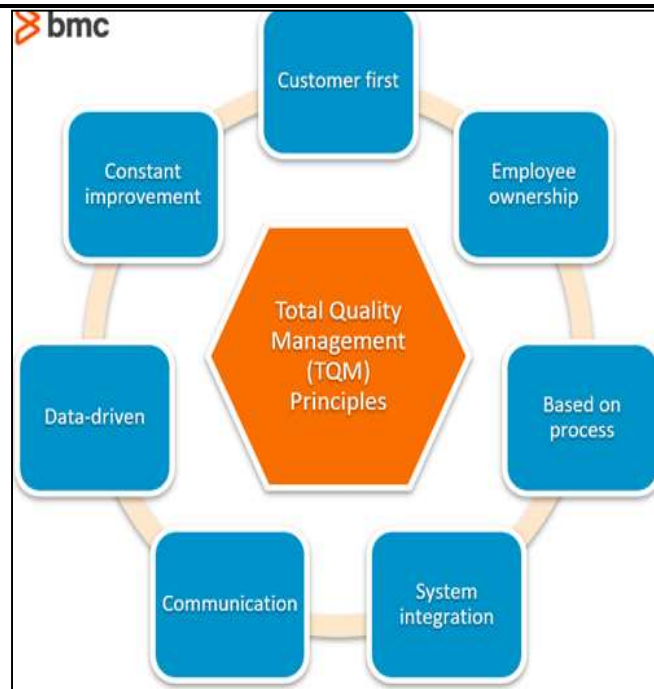 bmc
Customer first
Employee
ownership
Based on
process
System
integration
Communication
Data-driven
Constant
improvement
Total Quality
Management
(TQM)
Principles